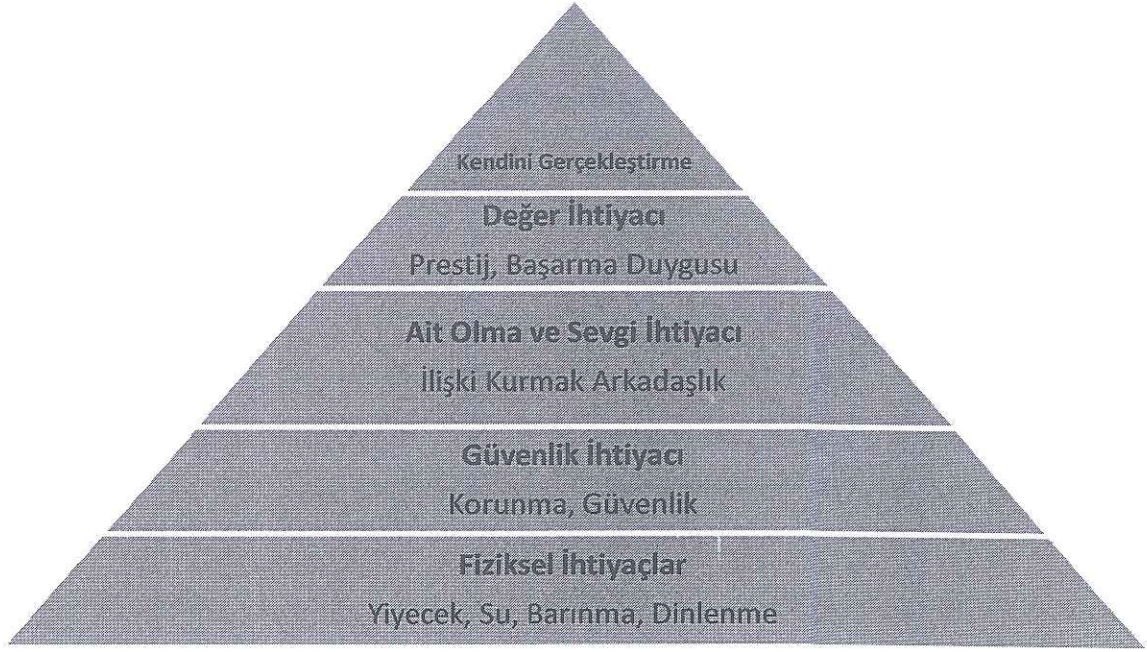 Kendini Gerçekleştirme
Değer İhtiyacı
Prestij, Başarma Duygusu
Ait Olma ve Sevgi İhtiyacı
İlişki Kurmak Arkadaşlık
Güvenlik İhtiyacı
Korunma, Güvenlik
Fiziksel İhtiyaçlar
Yiyecek, Su, Barınma, Dinlenme